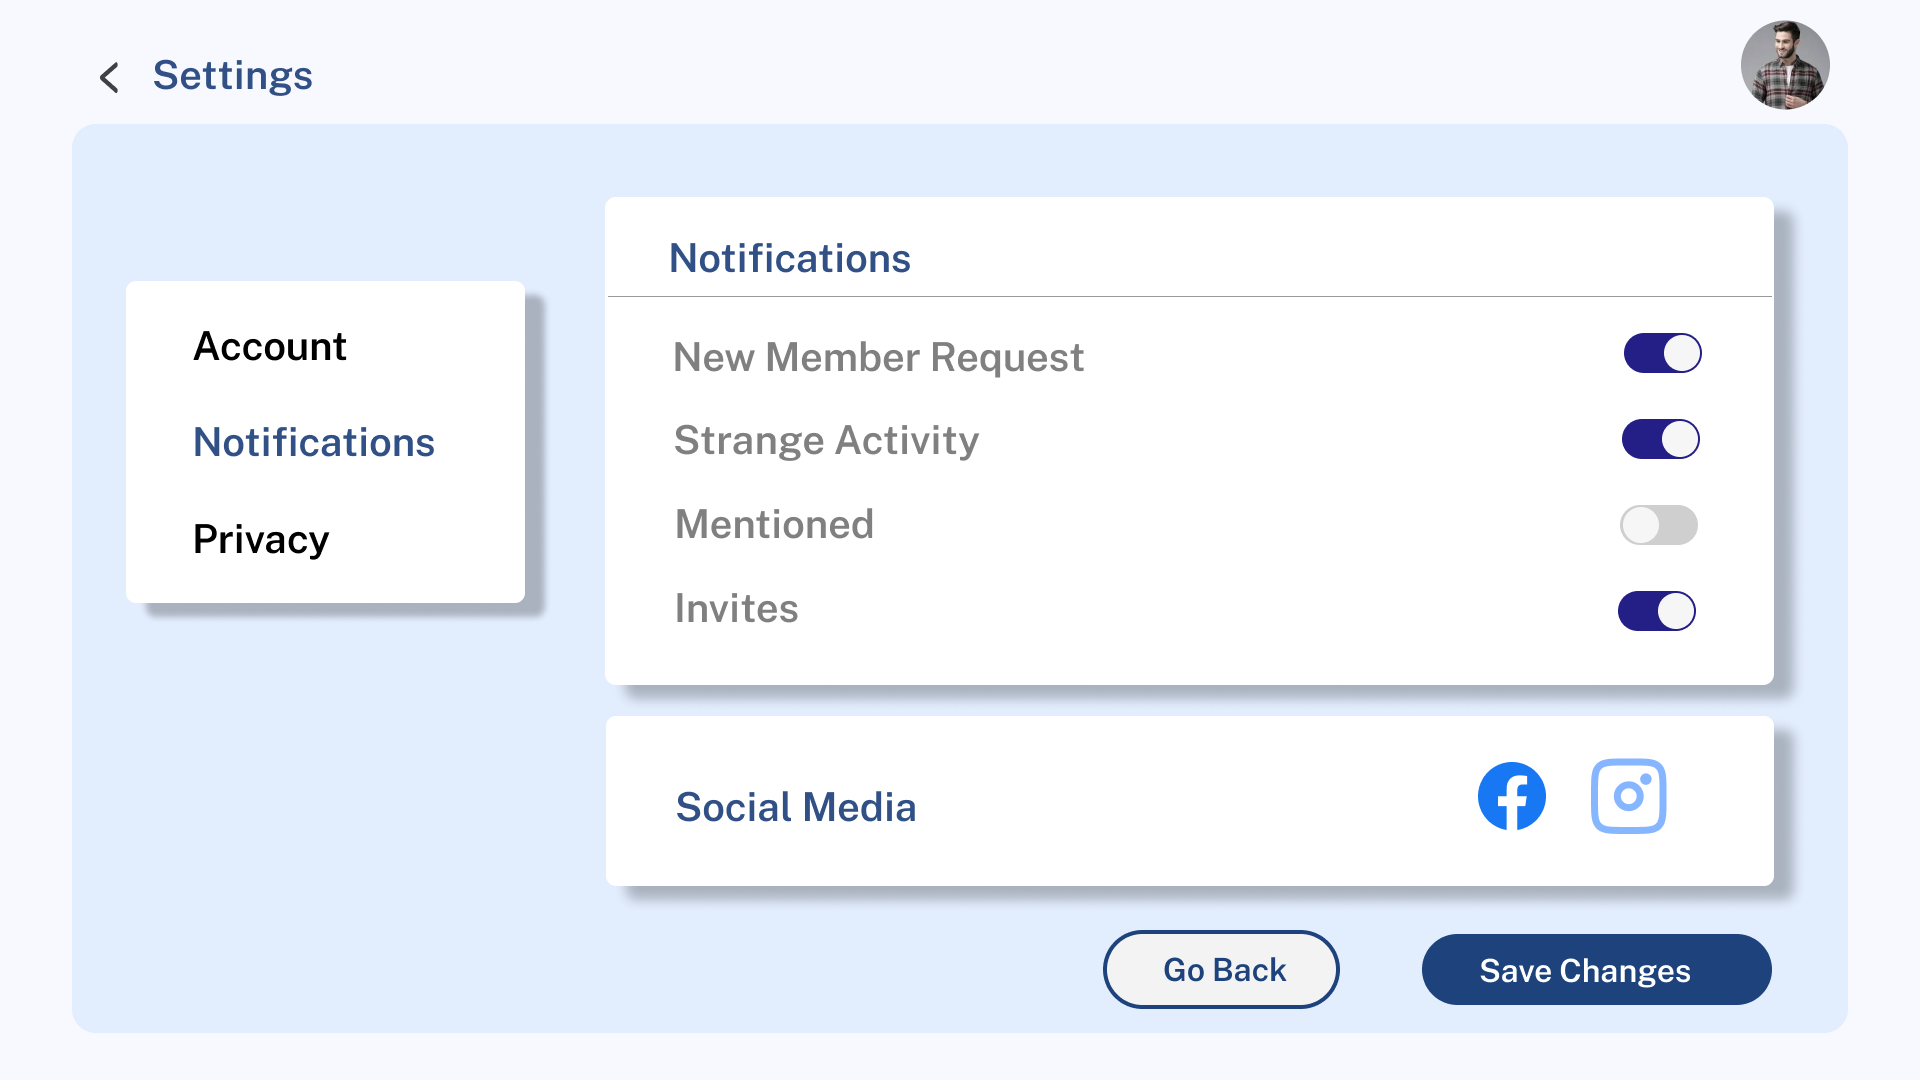 Settings
Account
Notifications
Privacy
Notifications
New Member Request
Strange Activity
Mentioned
Invites
Social Media
Go Back
Save Changes